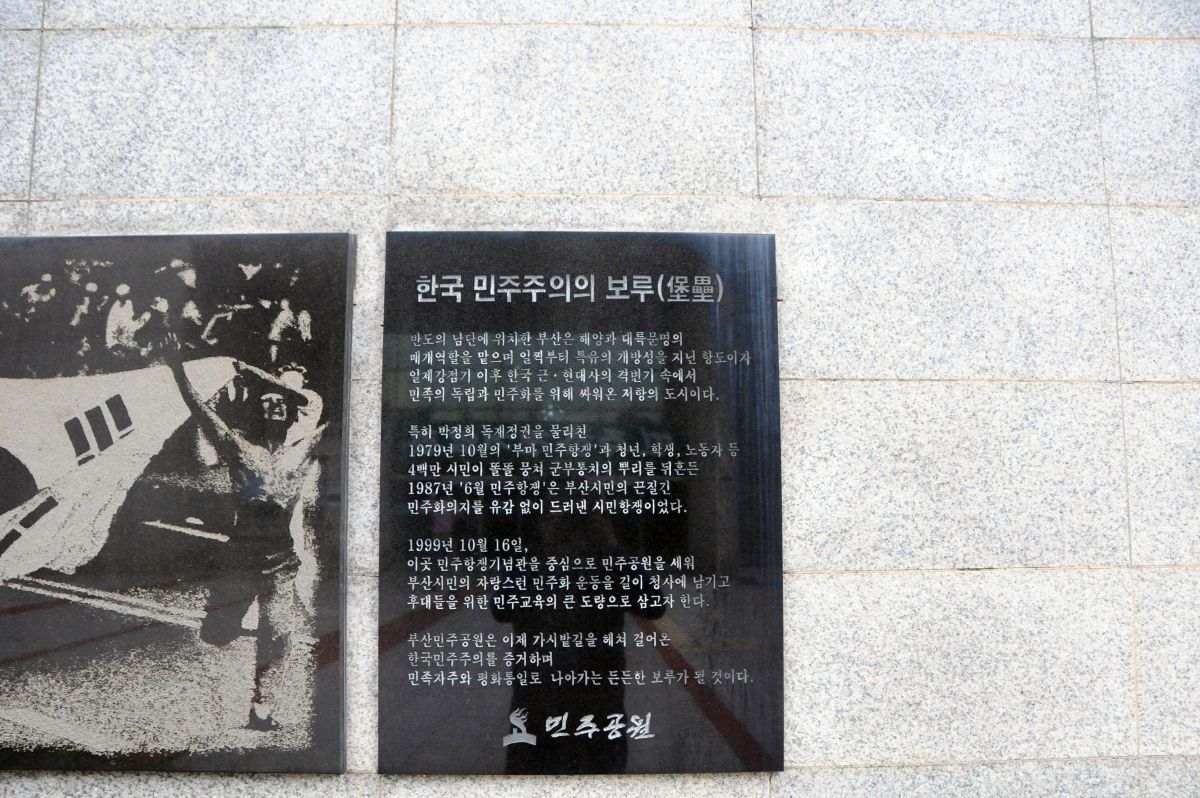 한국 민주주의의 보루(堡壘)
반도의 남단에 위치한 부산은 해양과 대륙문명의
매개역할을 맡으며 일찍부터 특유의 개방성을 지닌 항도이자
일제강점기 이후 한국 근·현대사의 격변기 속에서
민족의 독립과 민주화를 위해 싸워온 저항의 도시이다.
특히 박정희 독재정권을 물리친
1979년 10월의 '부마 민주항쟁'과 청년, 학생, 노동자 등
4백만 시민이 똘똘 뭉쳐 군부통치의 뿌리를 뒤흔든
1987년 '6월 민주항쟁'은 부산시민의 끈질긴
민주화의지를 유감 없이 드러낸 시민항쟁이었다.
1999년 10월 16일,
이곳 민주항쟁기념관을 중심으로 민주공원을 세워
부산시민의 자랑스런 민주화 운동을 길이 청사에 남기고
후대들을 위한 민주교육의 큰 도량으로 삼고자 한다.
부산민주공원은 이제 가시밭길을 헤쳐 걸어온
한국민주주의를 증거하며
민족자주와 평화통일로 나아가는 든든한 보루가 될 것이다.
민주공원